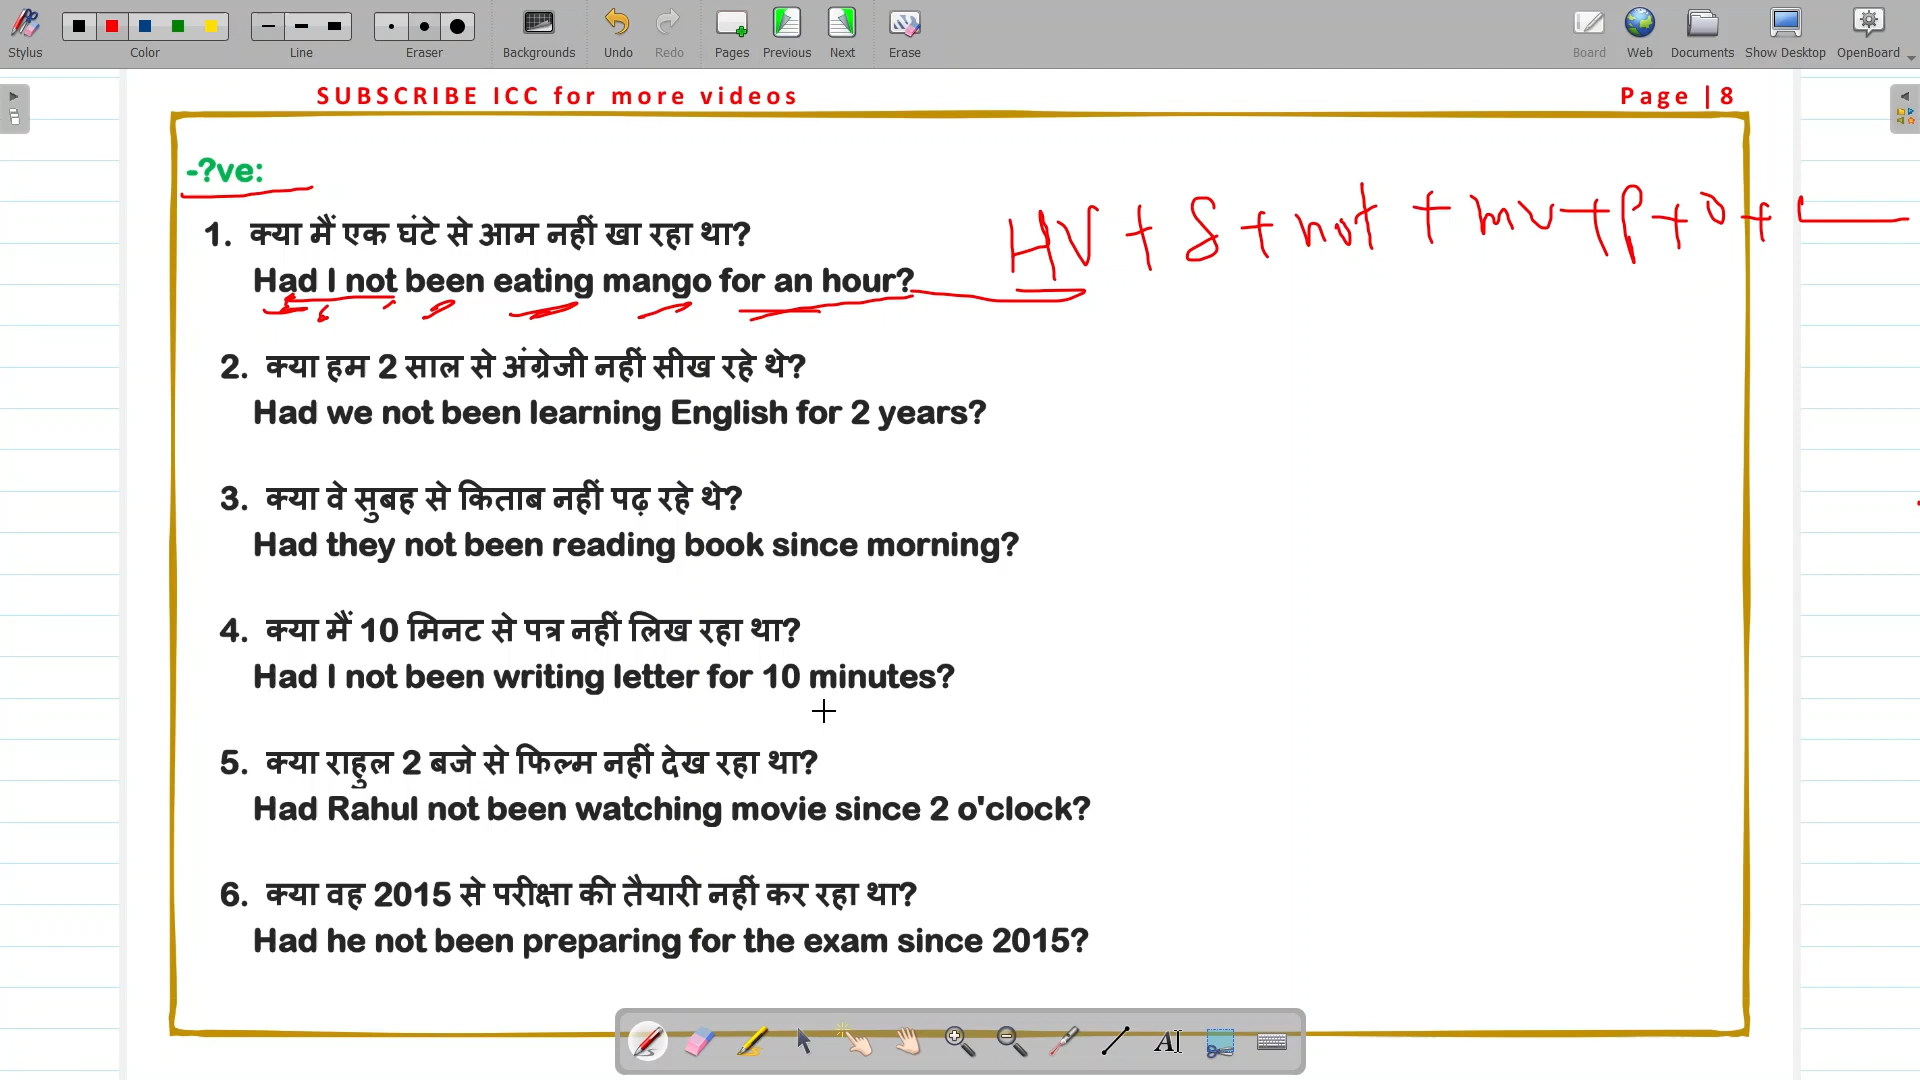 Stylus Color Line Eraser Backgrounds Undo Redo Pages Previous Next Erase Board Web Documents Show Desktop OpenBoard
SUBSCRIBE ICC for more videos Page |8
-?ve:
HV + S + not + mv + P + O +
1. क्या मैं एक घंटे से आम नहीं खा रहा था?
Had I not been eating mango for an hour?
2. क्या हम 2 साल से अंग्रेजी नहीं सीख रहे थे?
Had we not been learning English for 2 years?
3. क्या वे सुबह से किताब नहीं पढ़ रहे थे?
Had they not been reading book since morning?
4. क्या मैं 10 मिनट से पत्र नहीं लिख रहा था?
Had I not been writing letter for 10 minutes?
5. क्या राहुल 2 बजे से फिल्म नहीं देख रहा था?
Had Rahul not been watching movie since 2 o'clock?
6. क्या वह 2015 से परीक्षा की तैयारी नहीं कर रहा था?
Had he not been preparing for the exam since 2015?